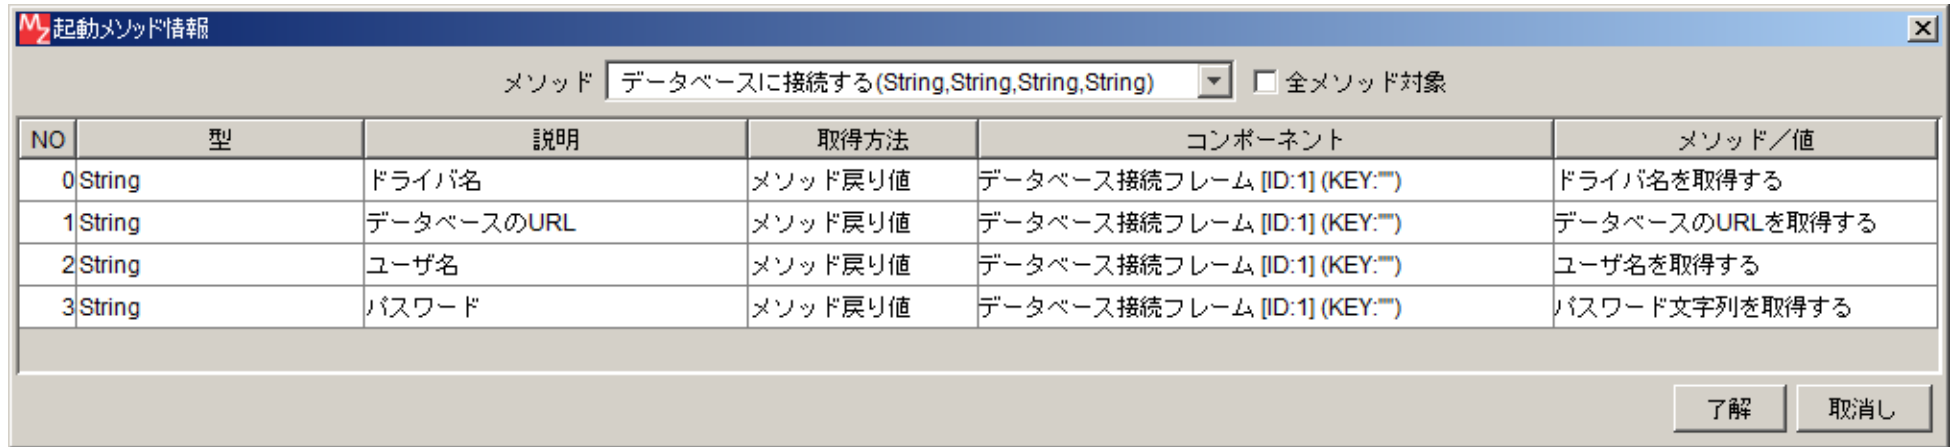 MZ 起動メソッド情報
メソッド データベースに接続する(String,String,String,String) 全メソッド対象
NO 型 説明 取得方法 コンポーネント メソッド／値
0 String ドライバ名 メソッド戻り値 データベース接続フレーム [ID:1] (KEY:"") ドライバ名を取得する
1 String データベースのURL メソッド戻り値 データベース接続フレーム [ID:1] (KEY:"") データベースのURLを取得する
2 String ユーザ名 メソッド戻り値 データベース接続フレーム [ID:1] (KEY:"") ユーザ名を取得する
3 String パスワード メソッド戻り値 データベース接続フレーム [ID:1] (KEY:"") パスワード文字列を取得する
了解 取消し